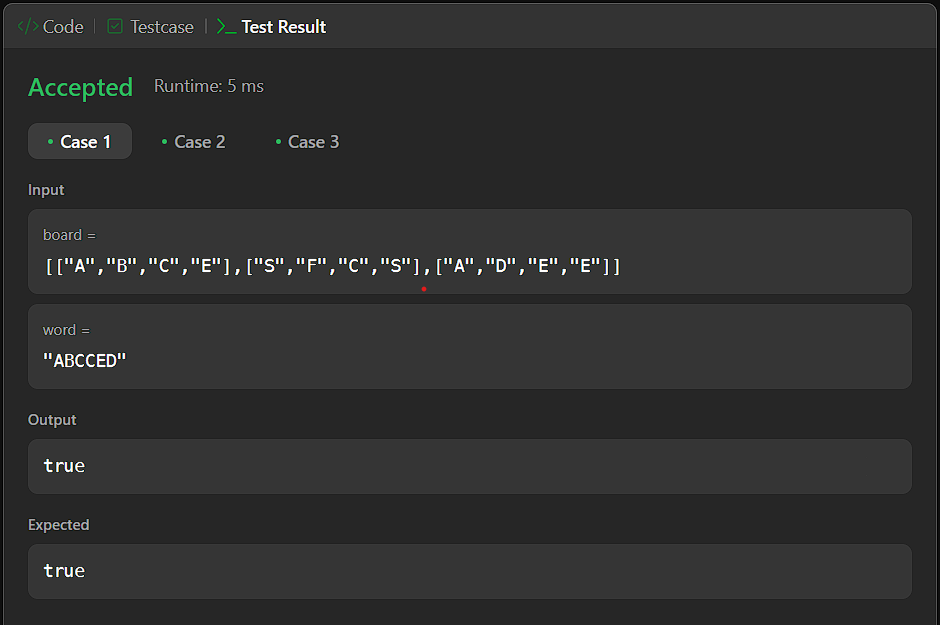 </> Code | Testcase | >_ Test Result
Accepted Runtime: 5 ms
• Case 1 • Case 2 • Case 3
Input
board =
[["A","B","C","E"],["S","F","C","S"],["A","D","E","E"]]
word =
"ABCCED"
Output
true
Expected
true